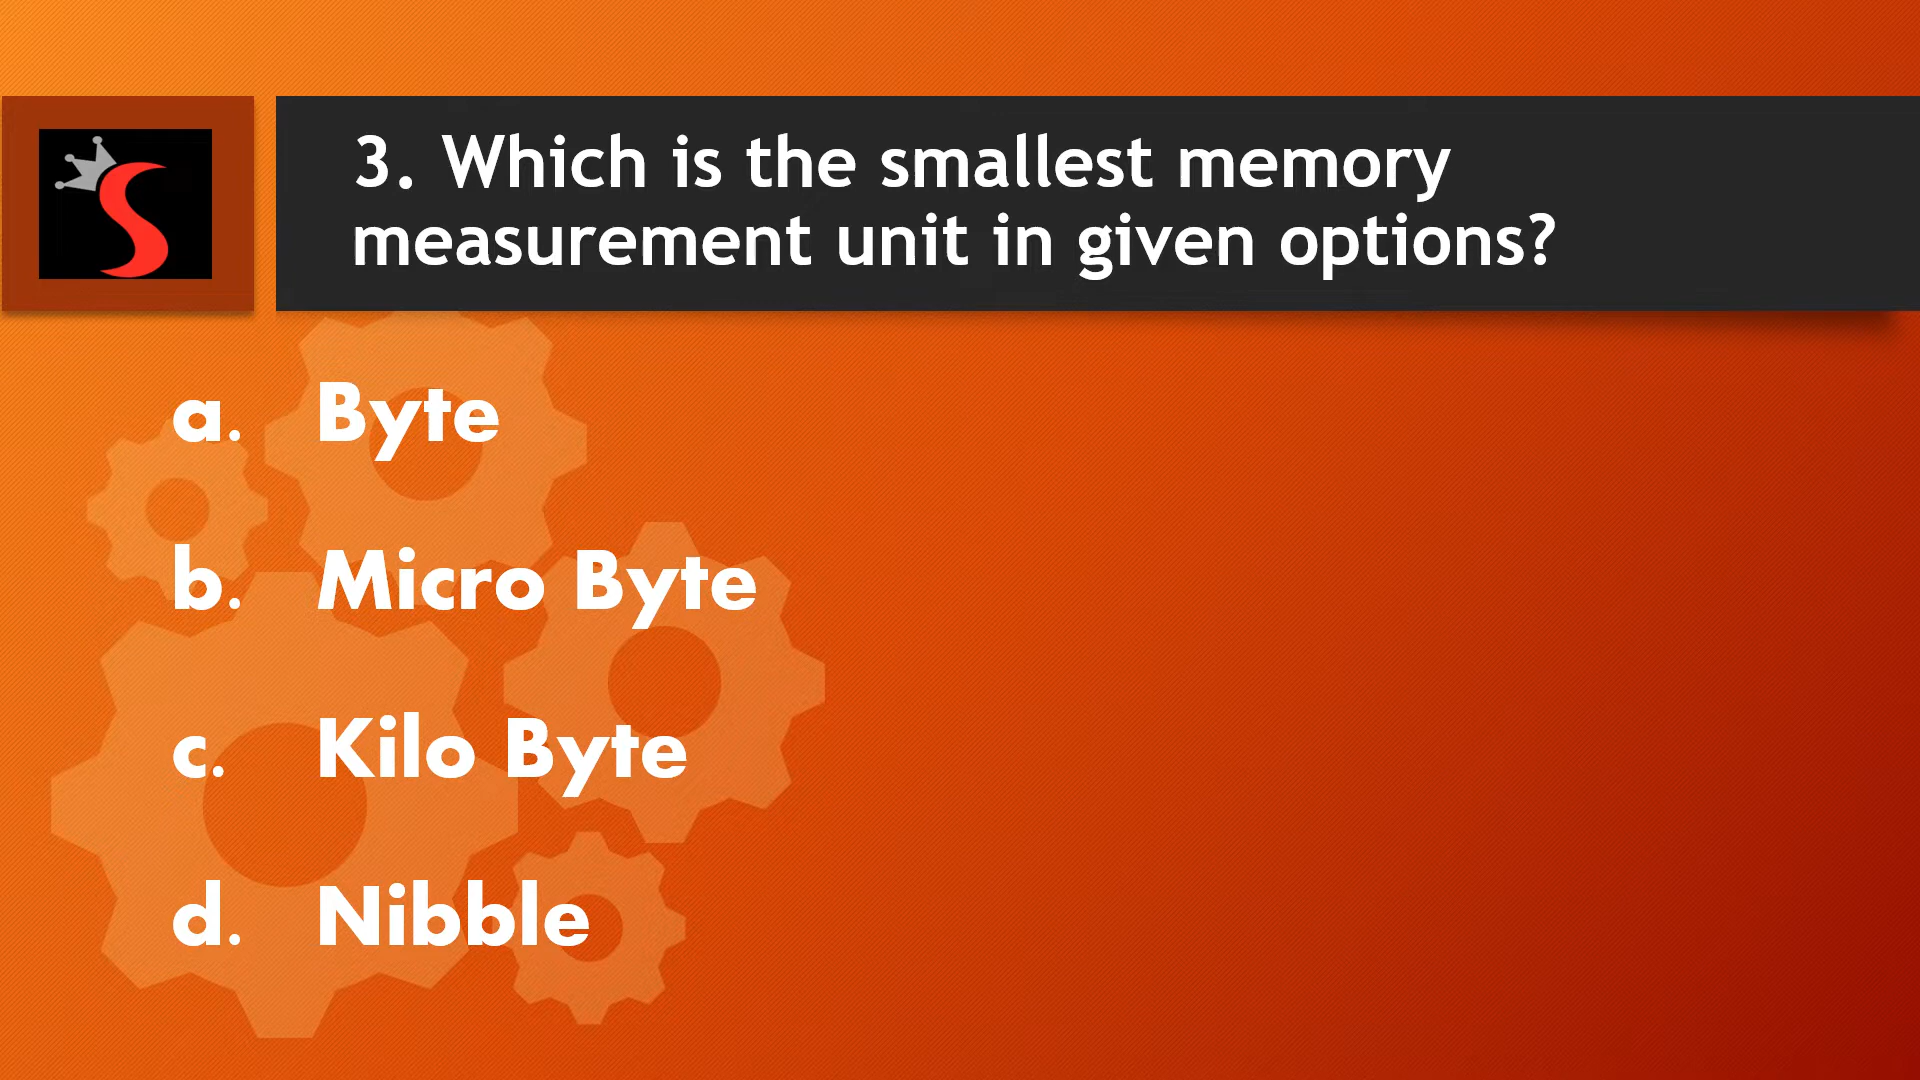 3. Which is the smallest memory
measurement unit in given options?
a. Byte
b. Micro Byte
c. Kilo Byte
d. Nibble